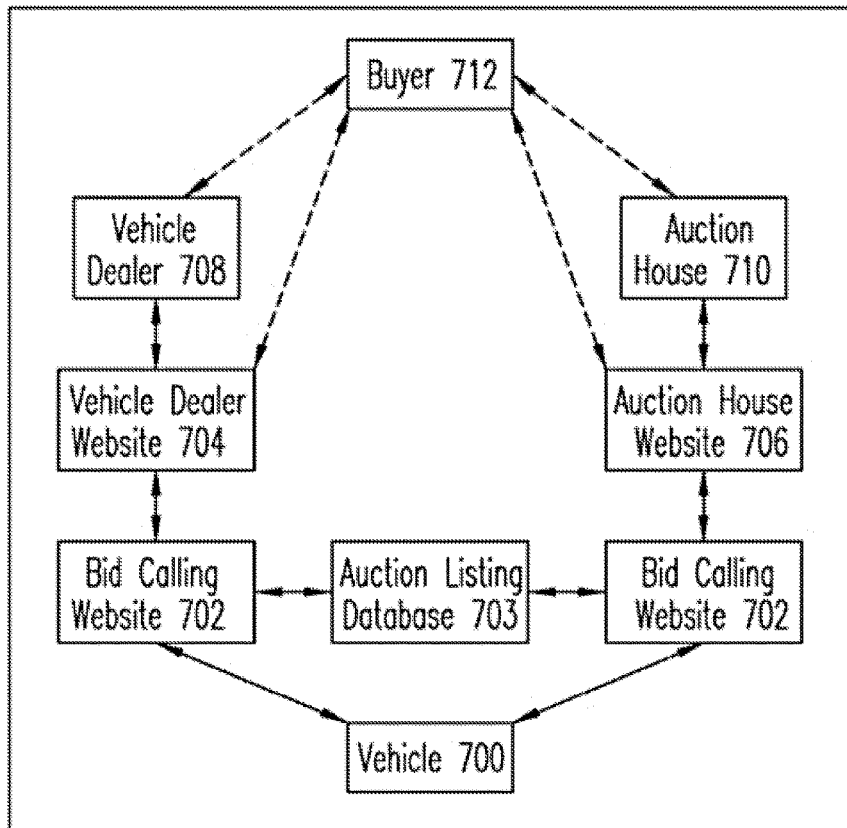 Buyer 712
Vehicle
Dealer 708
Auction
House 710
Vehicle Dealer
Website 704
Auction House
Website 706
Bid Calling
Website 702
Auction Listing
Database 703
Bid Calling
Website 702
Vehicle 700